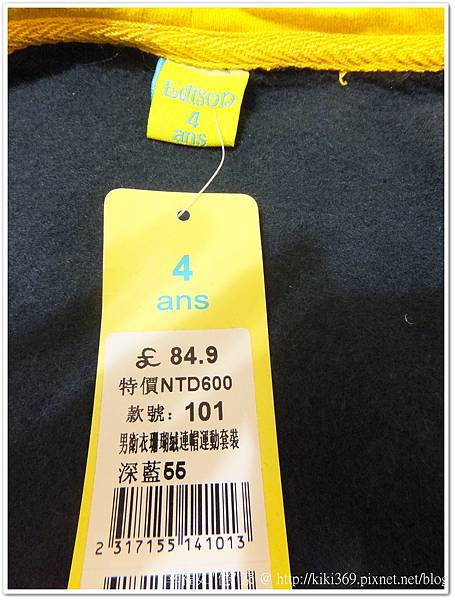 Edison
4
ans
4
ans
£ 84.9
特價NTD600
款號: 101
男衛衣珊瑚絨連帽運動套裝
深藍55
2 317155 141013
@ http://kiki369.pixnet.net/blog